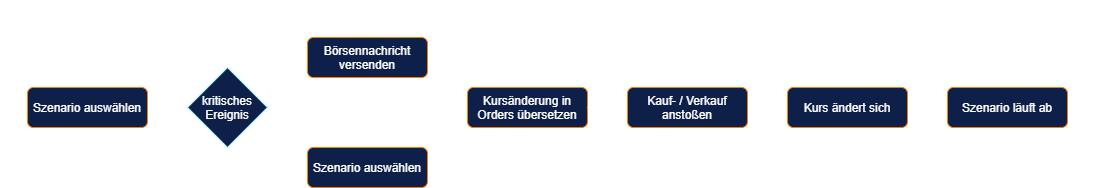 Szenario auswählen
kritisches
Ereignis
Börsennachricht
versenden
Szenario auswählen
Kursänderung in
Orders übersetzen
Kauf- / Verkauf
anstoßen
Kurs ändert sich
Szenario läuft ab